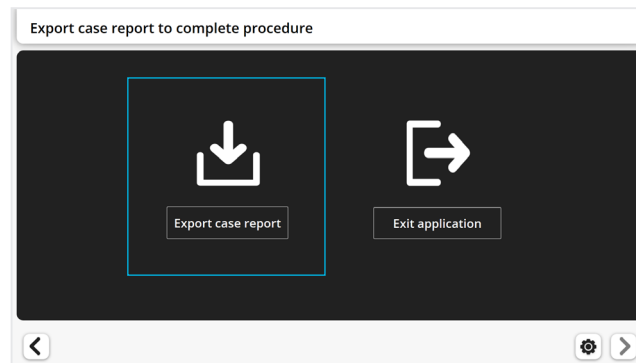 Export case report to complete procedure
Export case report
Exit application